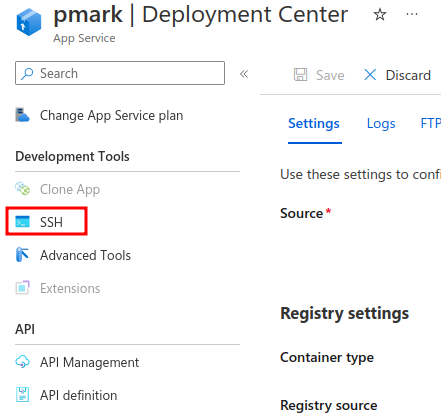 pmark | Deployment Center
App Service
Search
Save
Discard
Change App Service plan
Settings
Logs
FTP
Development Tools
Clone App
Use these settings to confi
SSH
Source *
Advanced Tools
Extensions
Registry settings
API
Container type
API Management
API definition
Registry source